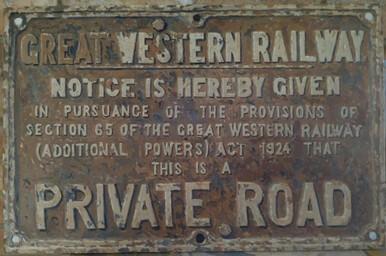 GREAT WESTERN RAILWAY
NOTICE IS HEREBY GIVEN
IN PURSUANCE OF THE PROVISIONS OF
SECTION 65 OF THE GREAT WESTERN RAILWAY
(ADDITIONAL POWERS) ACT 1924 THAT
THIS IS A
PRIVATE ROAD